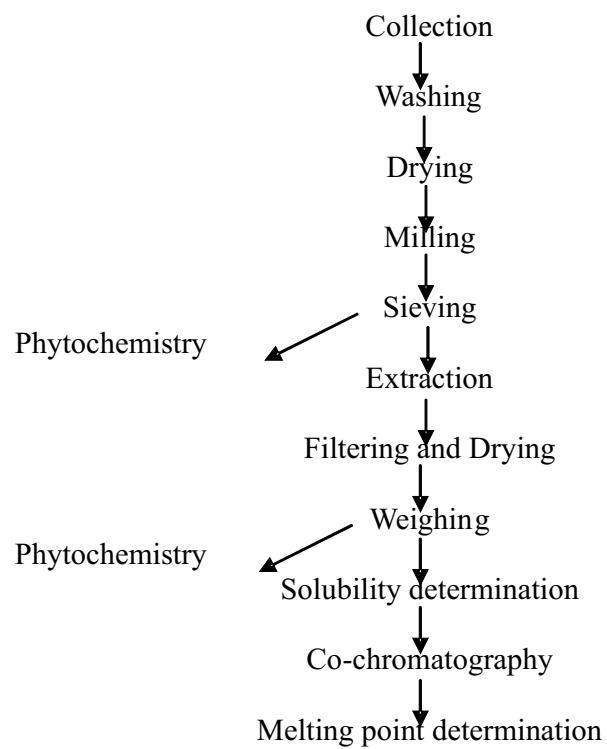 Collection
Washing
Drying
Milling
Sieving
Phytochemistry
Extraction
Filtering and Drying
Weighing
Phytochemistry
Solubility determination
Co-chromatography
Melting point determination